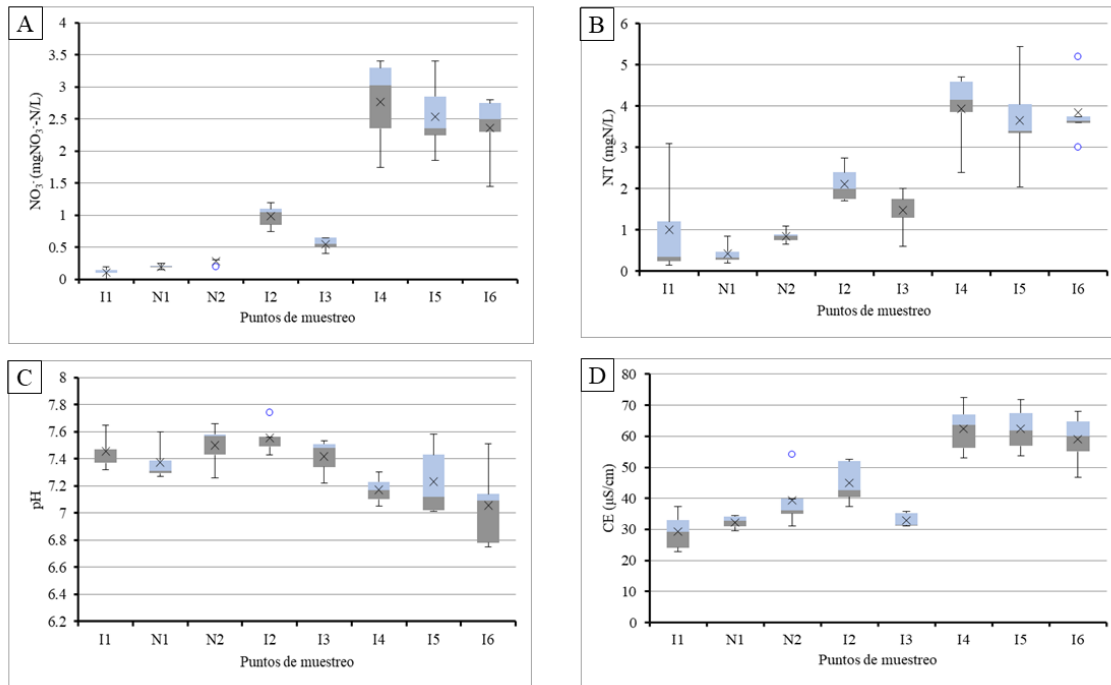 A
4
3.5
3
2.5
2
1.5
1
0.5
0
NO₃⁻ (mgNO₃⁻-N/L)
I1 N1 N2 I2 I3 I4 I5 I6
Puntos de muestreo
B
6
5
4
3
2
1
0
NT (mgN/L)
I1 N1 N2 I2 I3 I4 I5 I6
Puntos de muestreo
C
8
7.8
7.6
7.4
7.2
7
6.8
6.6
6.4
6.2
pH
I1 N1 N2 I2 I3 I4 I5 I6
Puntos de muestreo
D
80
70
60
50
40
30
20
10
0
CE (µS/cm)
I1 N1 N2 I2 I3 I4 I5 I6
Puntos de muestreo